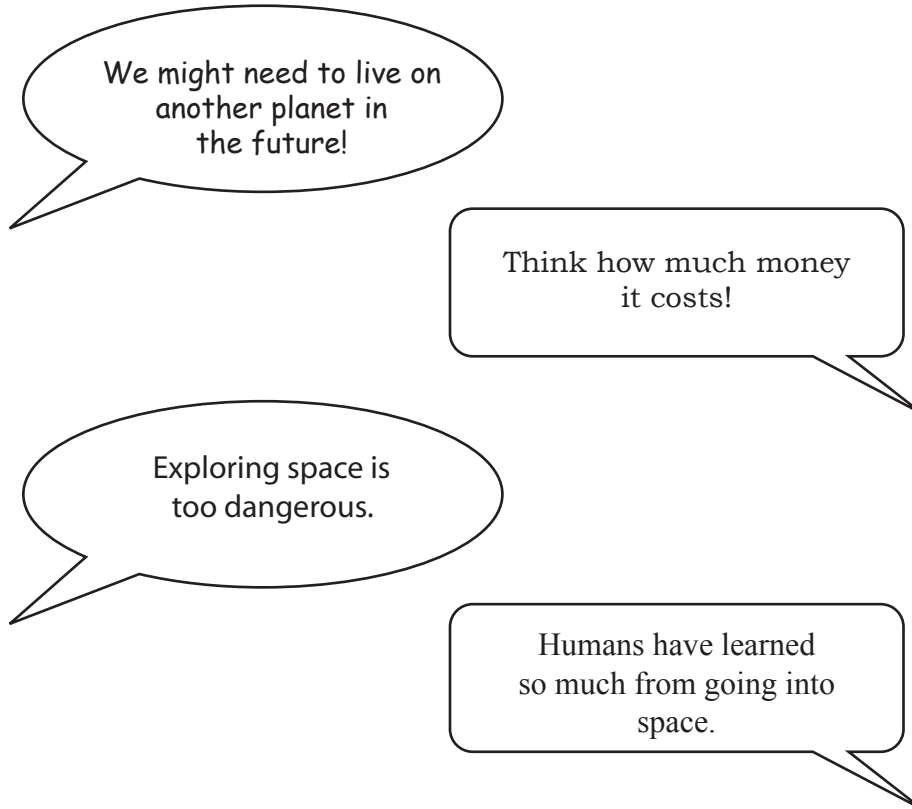 We might need to live on
another planet in
the future!
Think how much money
it costs!
Exploring space is
too dangerous.
Humans have learned
so much from going into
space.